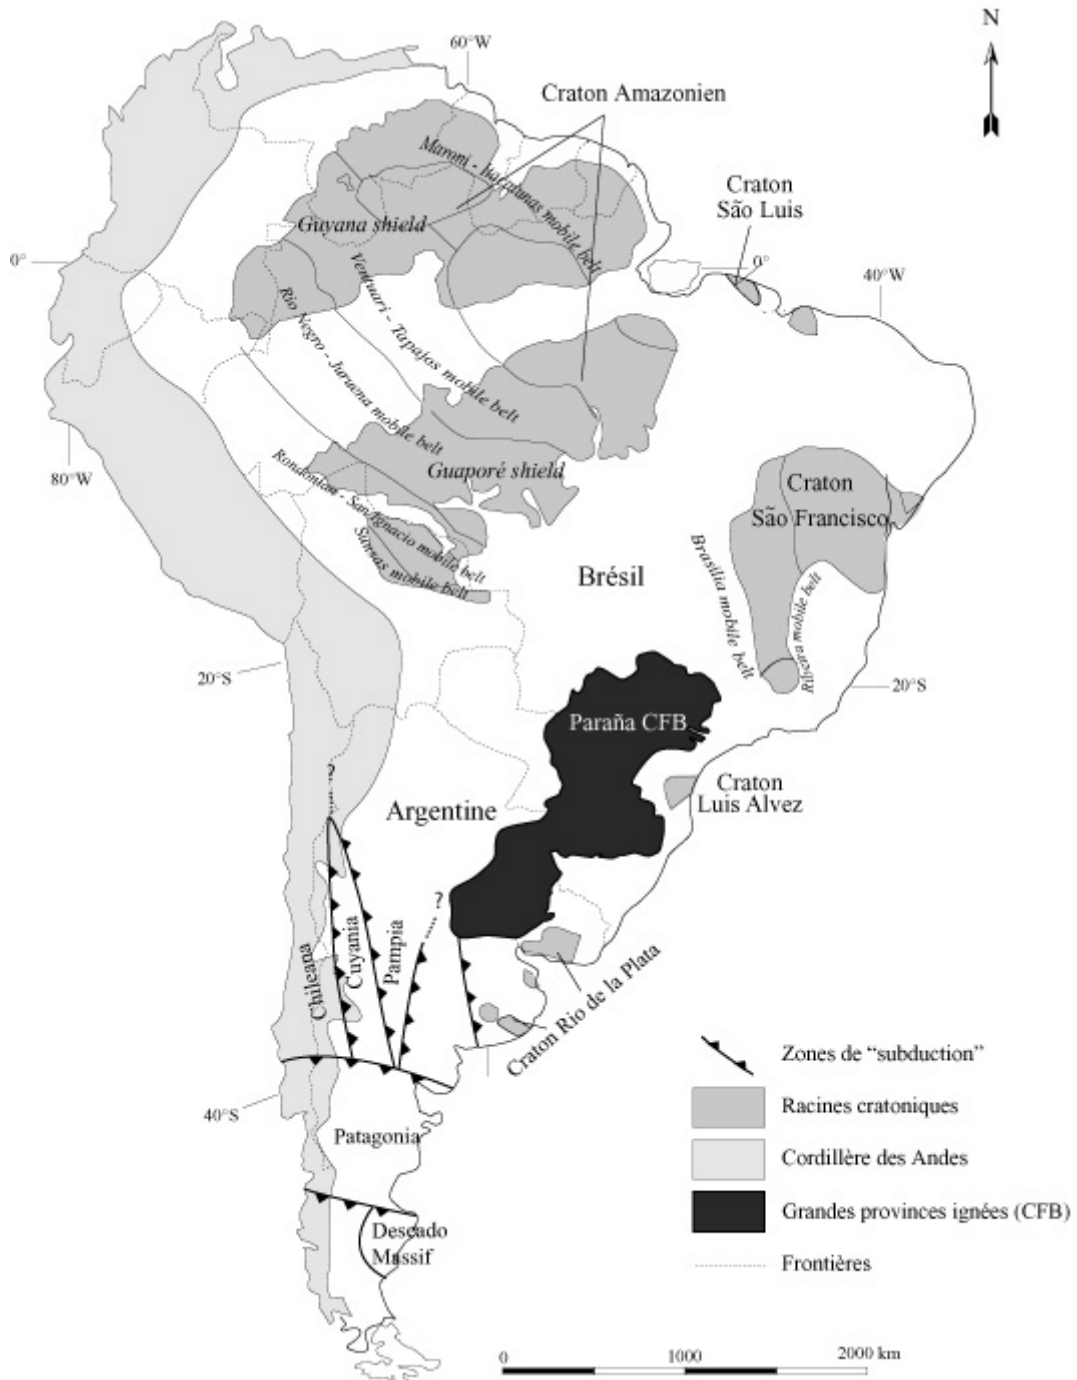 N
60°W
Craton Amazonien
Maroni - Itacaiunas mobile belt
Craton
São Luis
Guyana shield
0°
0°
40°W
Ventuari - Tapajos mobile belt
Rio Negro - Juruena mobile belt
80°W
Guaporé shield
Rondonian - San Ignacio mobile belt
Sunsas mobile belt
Craton
São Francisco
Brasília mobile belt
Ribeira mobile belt
Brésil
20°S
20°S
Paraña CFB
?
Craton
Luis Alvez
Argentine
?
Chileana
Cuyania
Pampia
Craton Rio de la Plata
40°S
Patagonia
Deseado
Massif
Zones de “subduction”
Racines cratoniques
Cordillère des Andes
Grandes provinces ignées (CFB)
Frontières
0
1000
2000 km